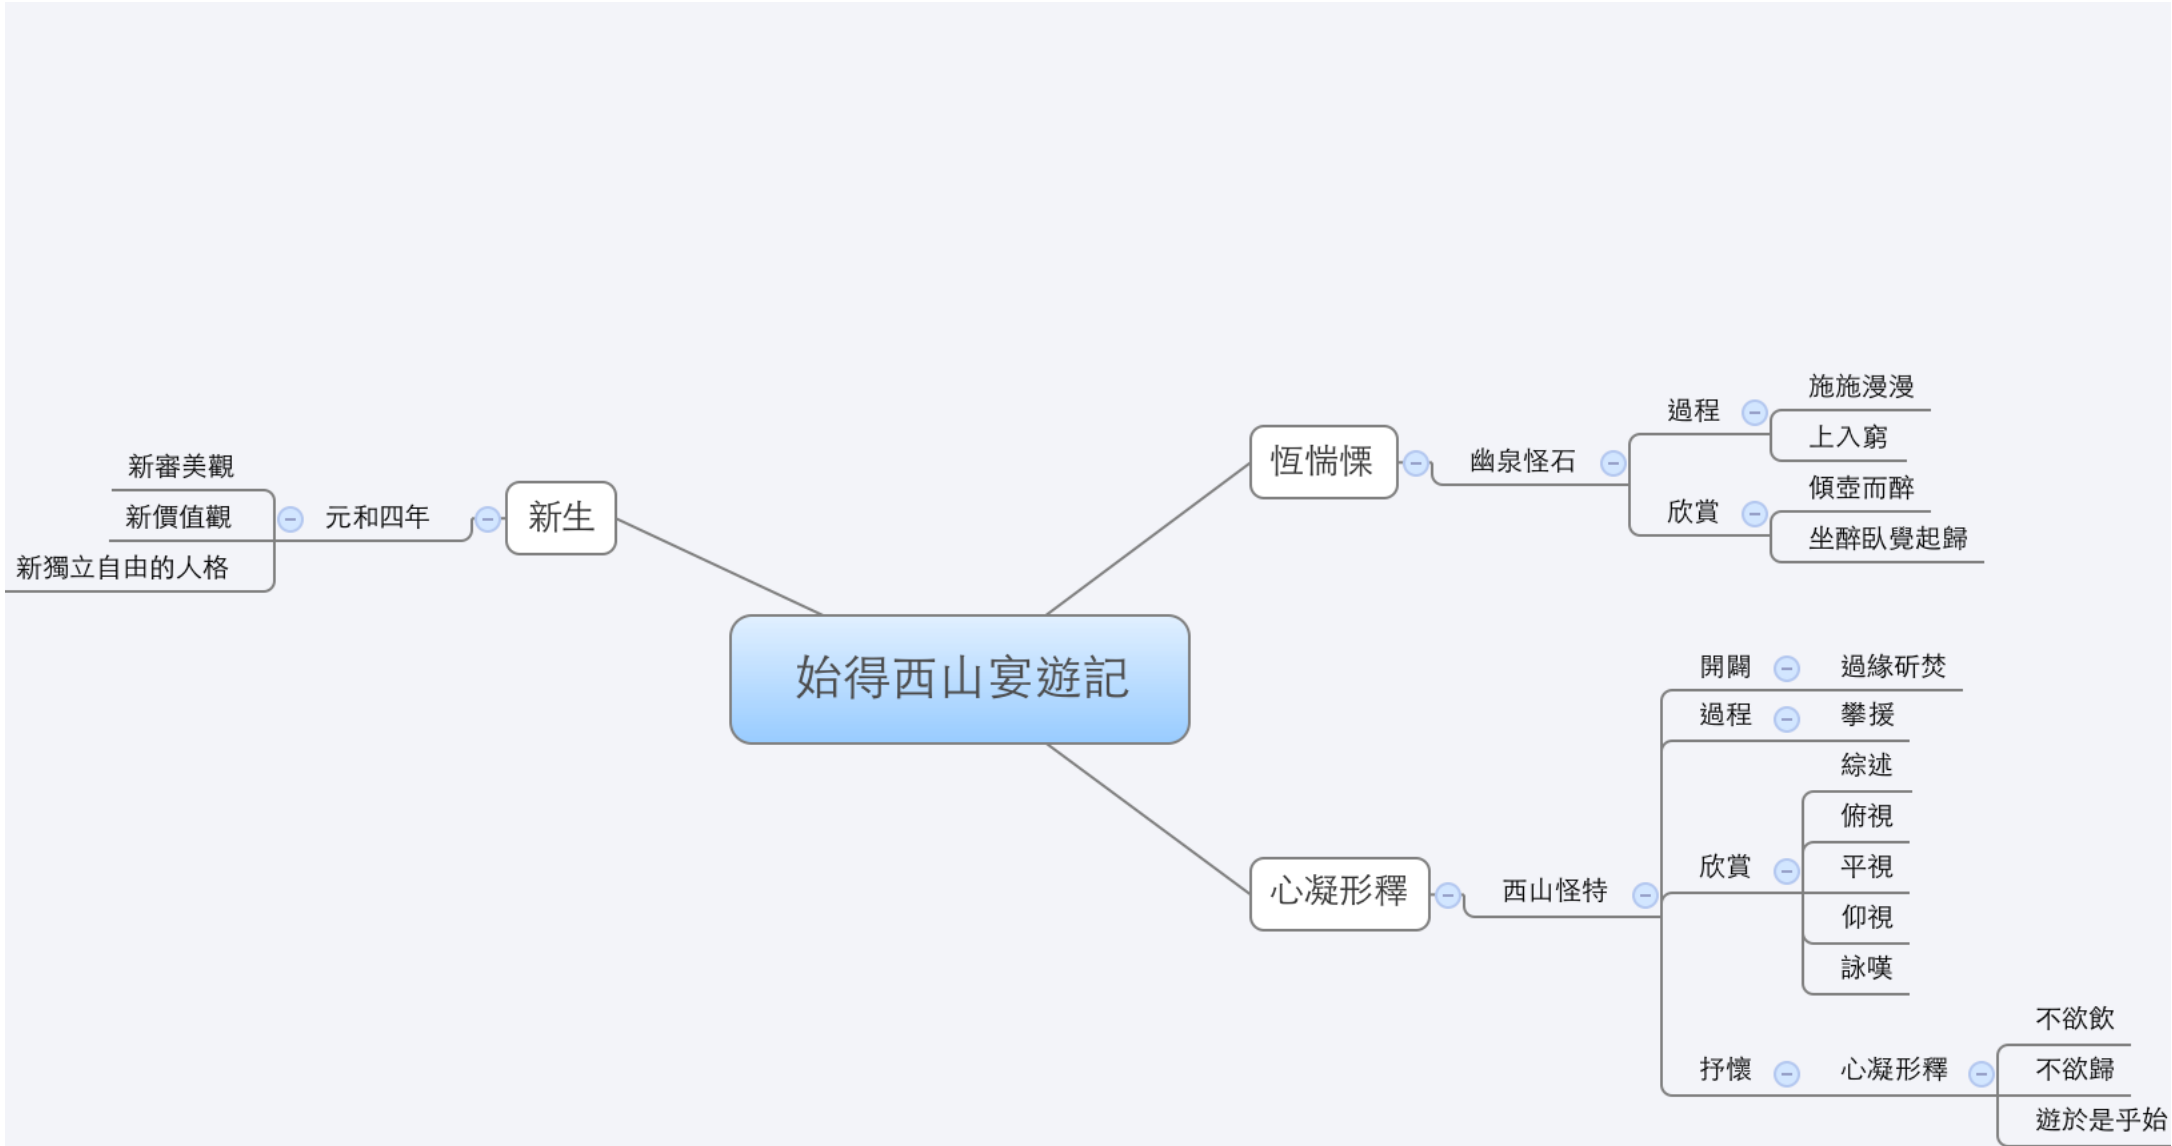 始得西山宴遊記
恆惴慄
幽泉怪石
過程
施施漫漫
上入窮
欣賞
傾壺而醉
坐醉臥覺起歸
心凝形釋
西山怪特
開闢
過緣斫焚
過程
攀援
欣賞
綜述
俯視
平視
仰視
詠嘆
抒懷
心凝形釋
不欲飲
不欲歸
遊於是乎始
新生
元和四年
新審美觀
新價值觀
新獨立自由的人格